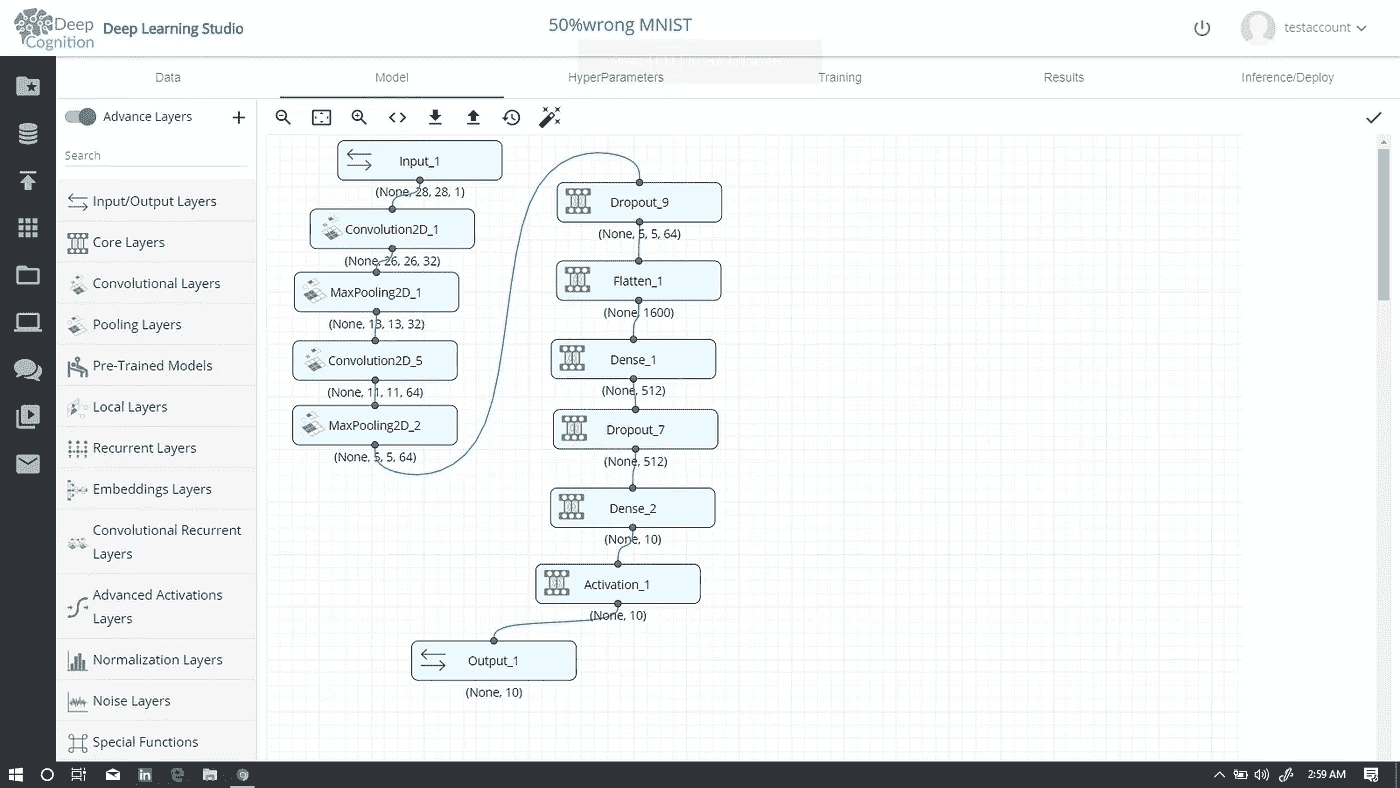 Deep
Cognition
Deep Learning Studio
50%wrong MNIST
testaccount
Data
Model
HyperParameters
Training
Results
Inference/Deploy
Advance Layers
Search
Input/Output Layers
Core Layers
Convolutional Layers
Pooling Layers
Pre-Trained Models
Local Layers
Recurrent Layers
Embeddings Layers
Convolutional Recurrent
Layers
Advanced Activations
Layers
Normalization Layers
Noise Layers
Special Functions
Input_1
(None, 28, 28, 1)
Convolution2D_1
(None, 26, 26, 32)
MaxPooling2D_1
(None, 13, 13, 32)
Convolution2D_5
(None, 11, 11, 64)
MaxPooling2D_2
(None, 5, 5, 64)
Dropout_9
(None, 5, 5, 64)
Flatten_1
(None, 1600)
Dense_1
(None, 512)
Dropout_7
(None, 512)
Dense_2
(None, 10)
Activation_1
(None, 10)
Output_1
(None, 10)
2:59 AM